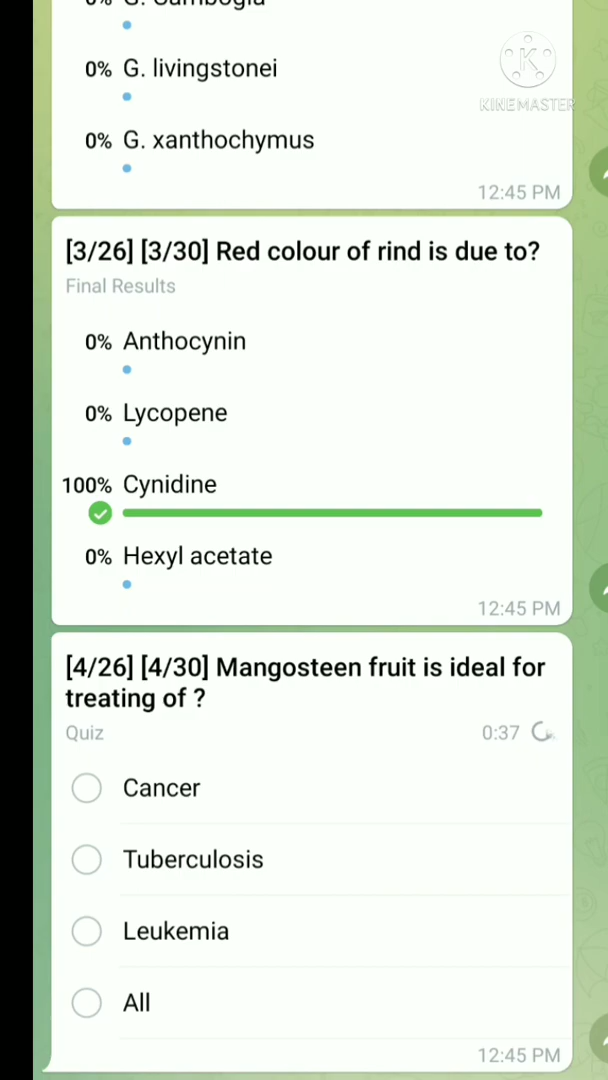 0% G. Cambogia
0% G. livingstonei
KINEMASTER
0% G. xanthochymus
12:45 PM
[3/26] [3/30] Red colour of rind is due to?
Final Results
0% Anthocynin
0% Lycopene
100% Cynidine
0% Hexyl acetate
12:45 PM
[4/26] [4/30] Mangosteen fruit is ideal for
treating of ?
Quiz
0:37
Cancer
Tuberculosis
Leukemia
All
12:45 PM